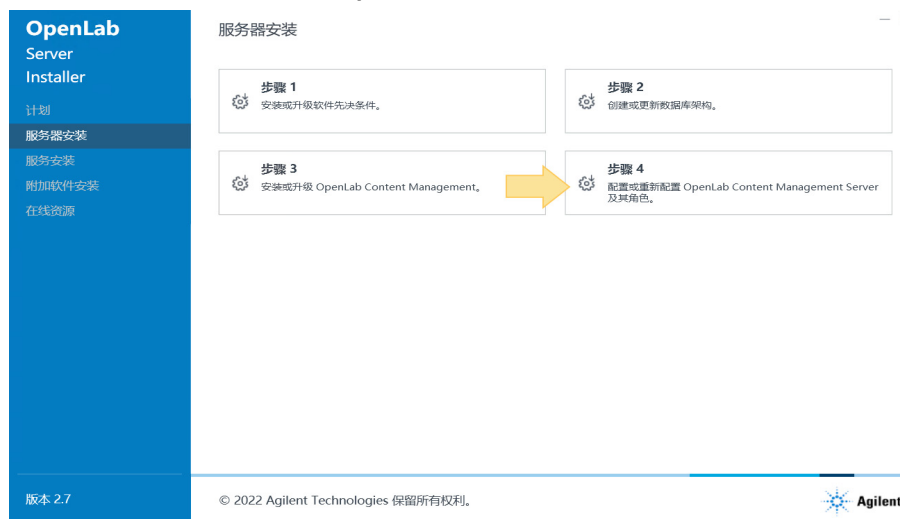 OpenLab
Server
Installer
计划
服务器安装
服务安装
附加软件安装
在线资源
版本 2.7
服务器安装
步骤 1
安装或升级软件先决条件。
步骤 2
创建或更新数据库架构。
步骤 3
安装或升级 OpenLab Content Management。
步骤 4
配置或重新配置 OpenLab Content Management Server
及其角色。
© 2022 Agilent Technologies 保留所有权利。
Agilent